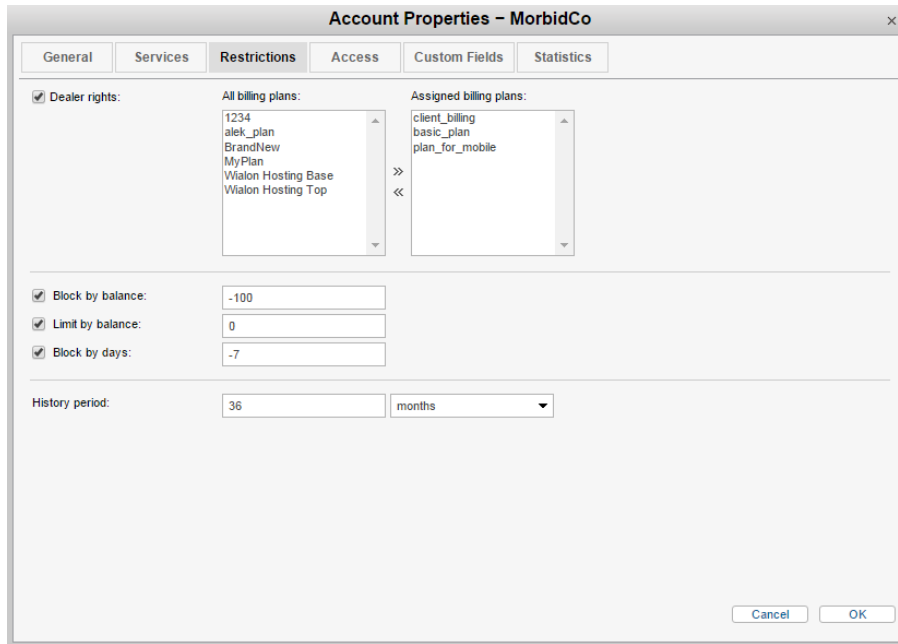 Account Properties – MorbidCo ×
General Services Restrictions Access Custom Fields Statistics
Dealer rights:
All billing plans:
1234
alek_plan
BrandNew
MyPlan
Wialon Hosting Base
Wialon Hosting Top
»
«
Assigned billing plans:
client_billing
basic_plan
plan_for_mobile
Block by balance: -100
Limit by balance: 0
Block by days: -7
History period: 36 months
Cancel OK